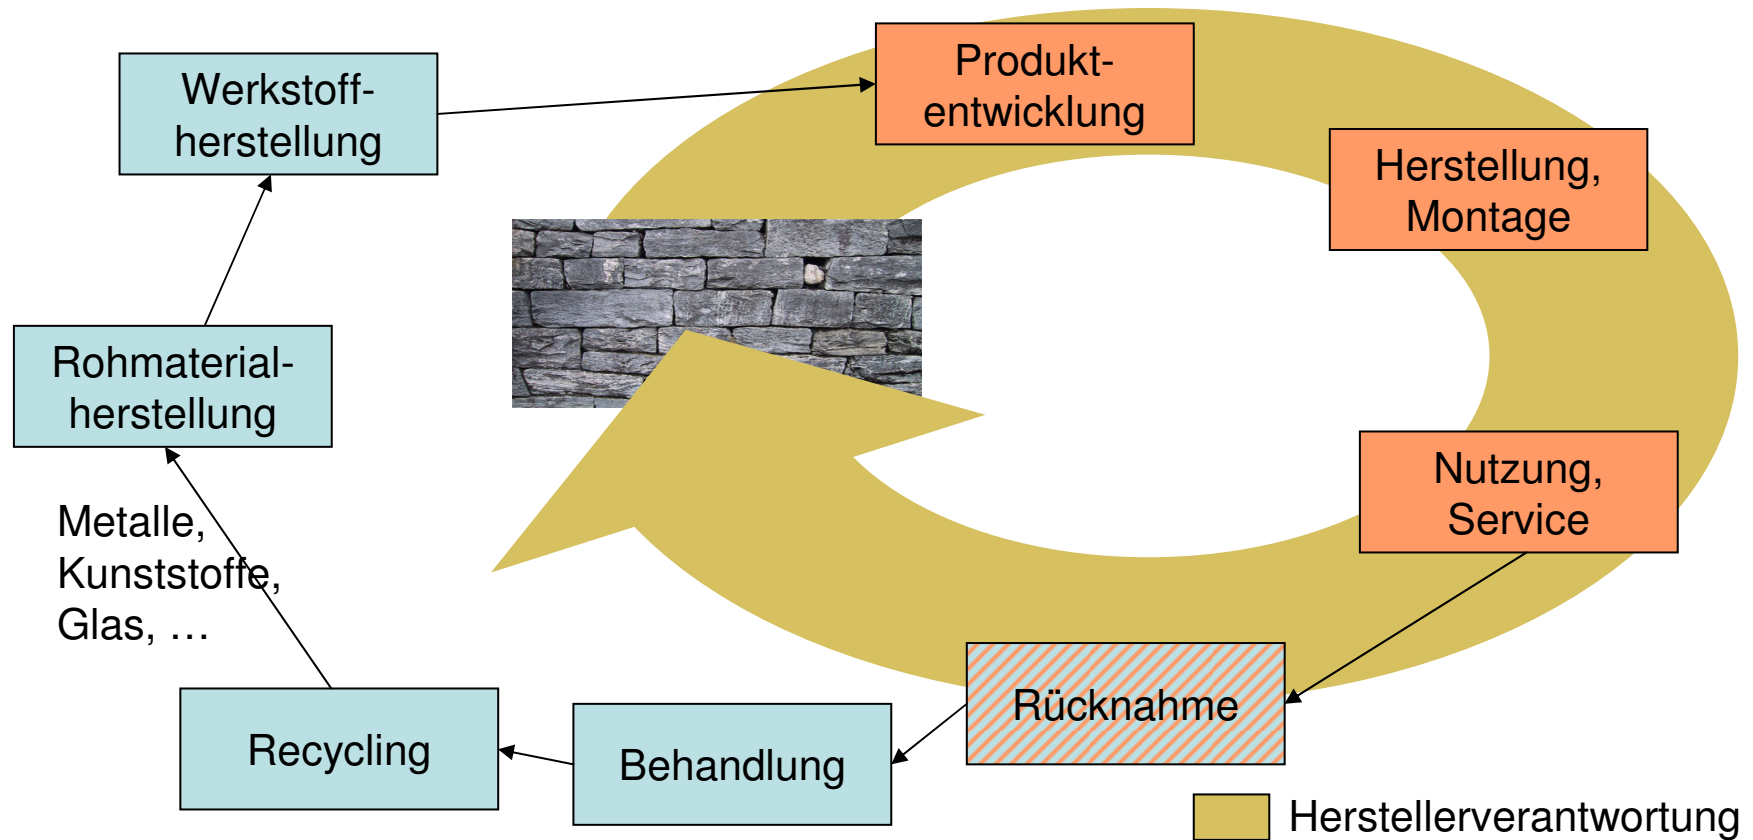 Produkt-
entwicklung
Werkstoff-
herstellung
Herstellung,
Montage
Rohmaterial-
herstellung
Nutzung,
Service
Metalle,
Kunststoffe,
Glas, …
Rücknahme
Recycling
Behandlung
Herstellerverantwortung